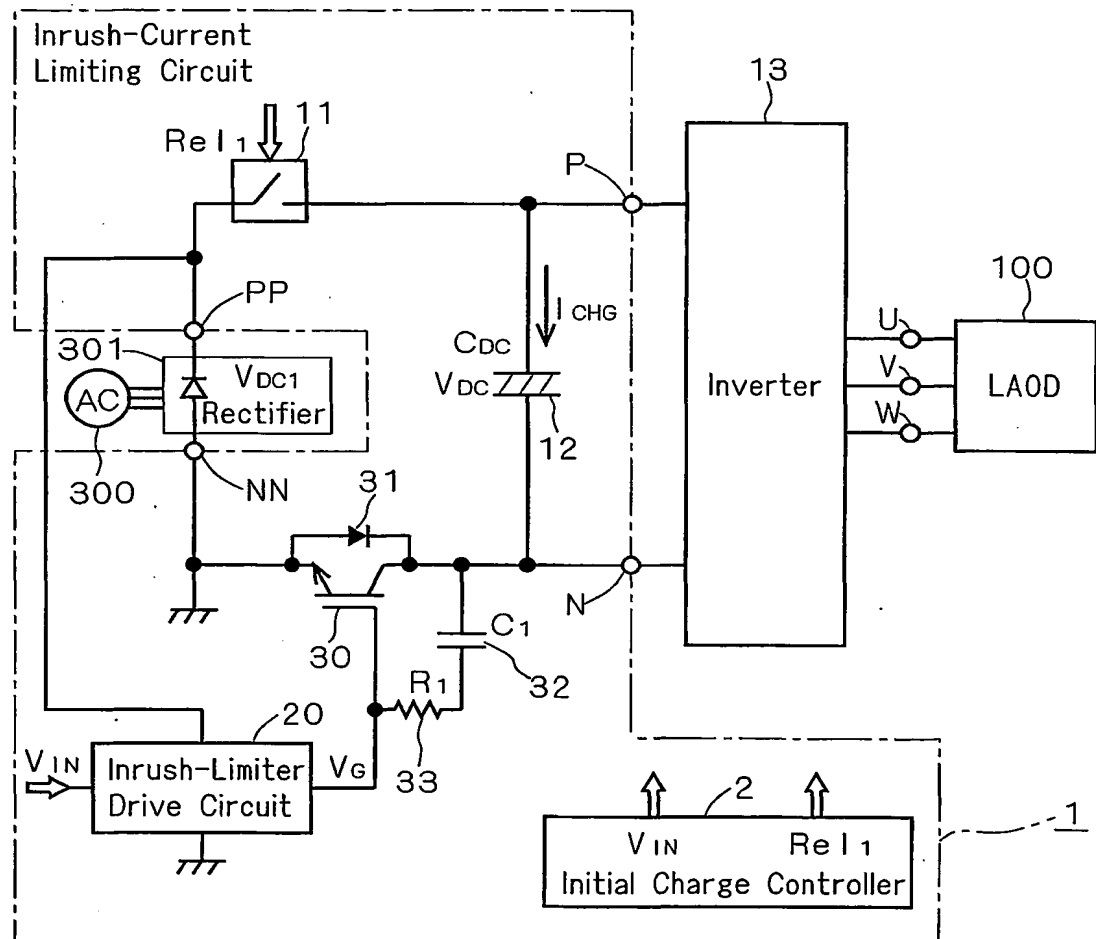 Inrush-Current
Limiting Circuit
11
Rel1
13
P
PP
100
ICHG
U
301
CDC
VDC1
VDC
V
AC
Rectifier
Inverter
LAOD
12
W
300
NN
31
N
30
C1
32
R1
20
VIN
Inrush-Limiter
Drive Circuit
VG
33
2
1
VIN
Rel1
Initial Charge Controller